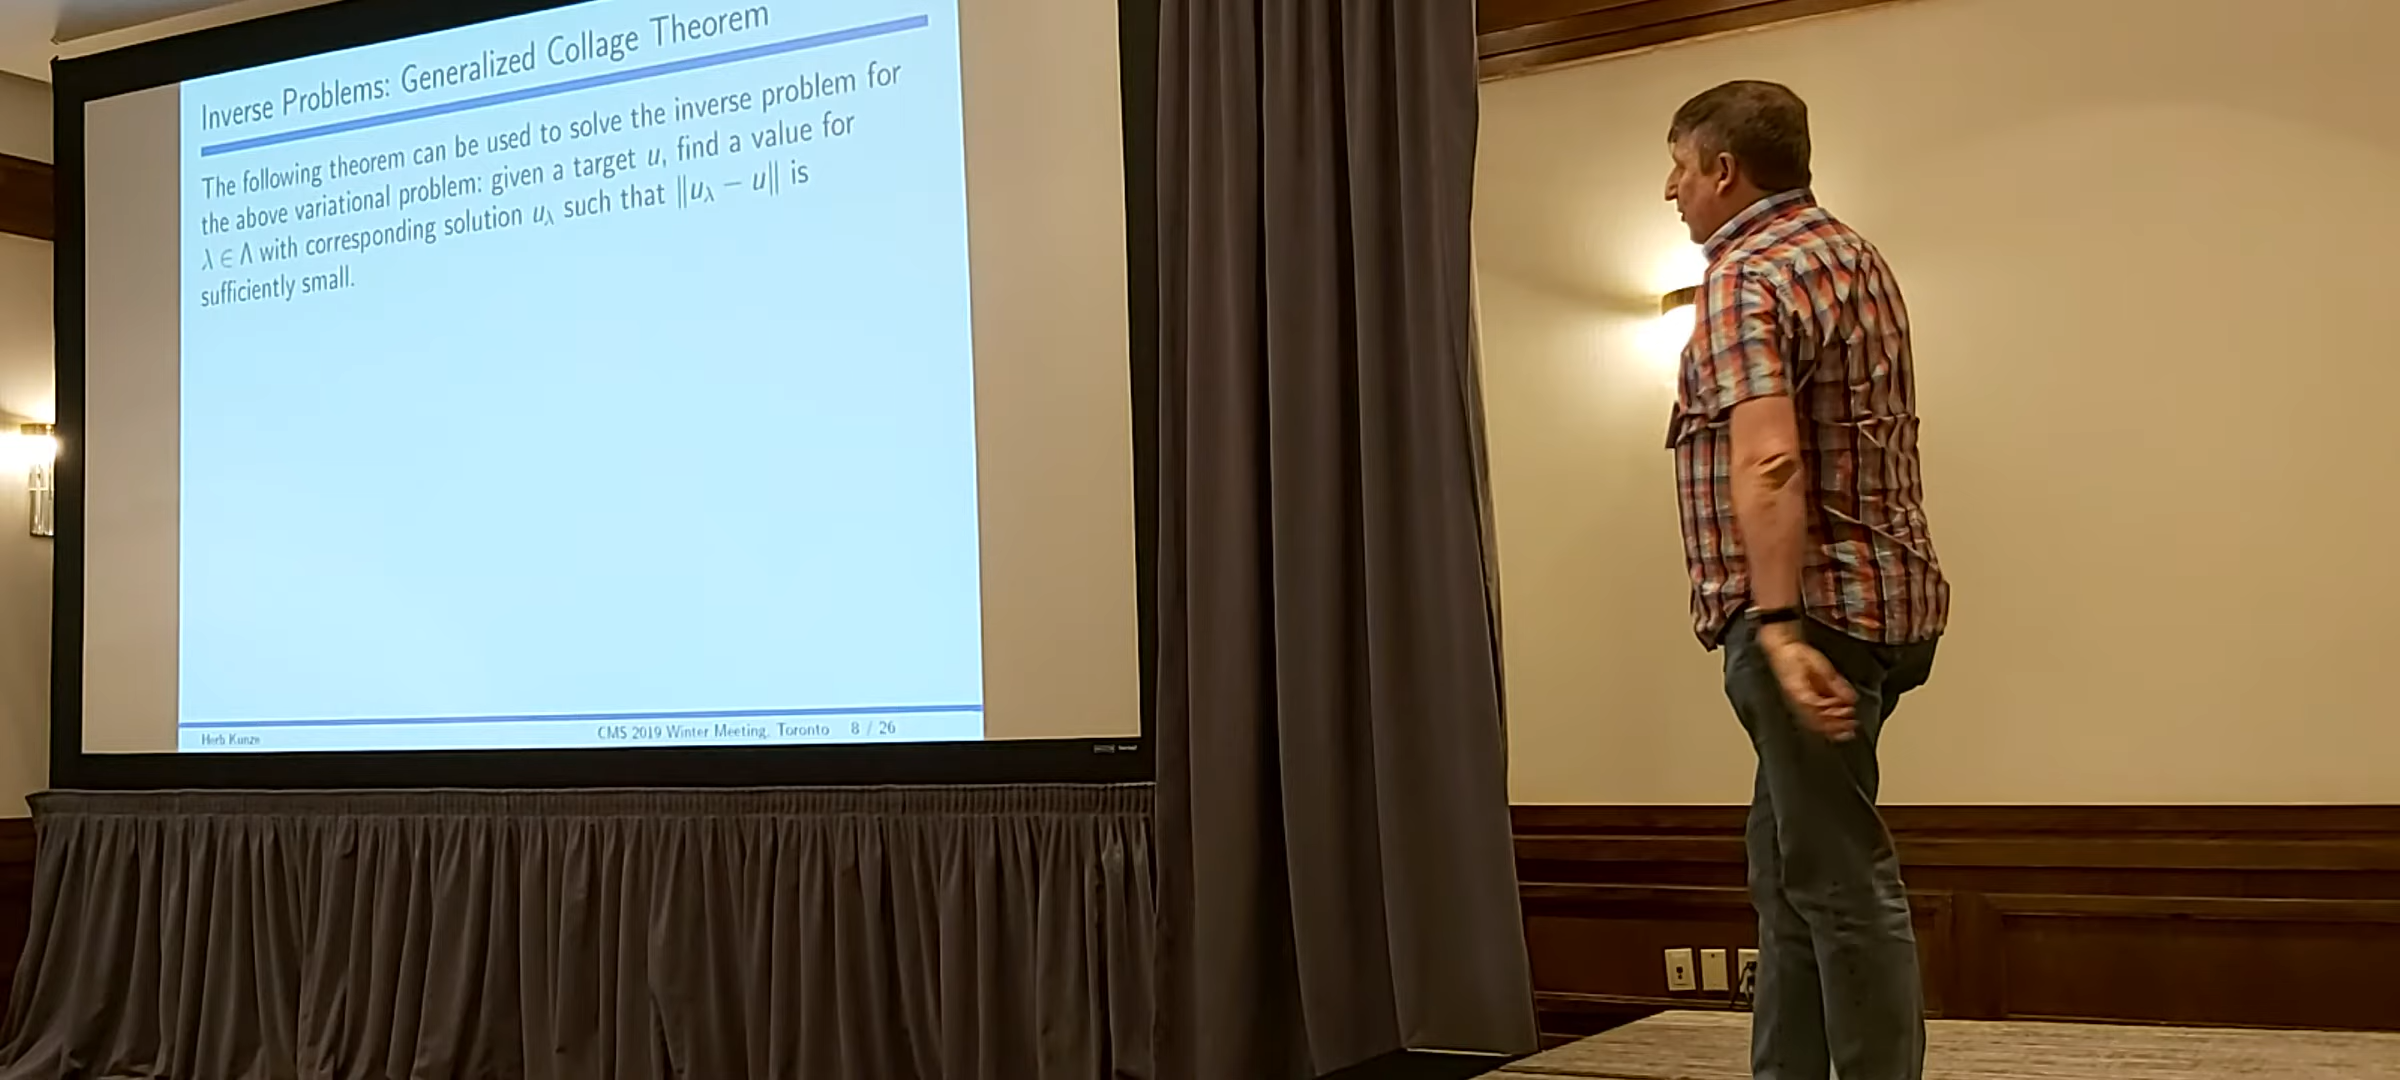 Inverse Problems: Generalized Collage Theorem
The following theorem can be used to solve the inverse problem for
the above variational problem: given a target u, find a value for
λ ∈ Λ with corresponding solution u_λ such that ‖u_λ − u‖ is
sufficiently small.
Herb Kunze
CMS 2019 Winter Meeting, Toronto 8 / 26